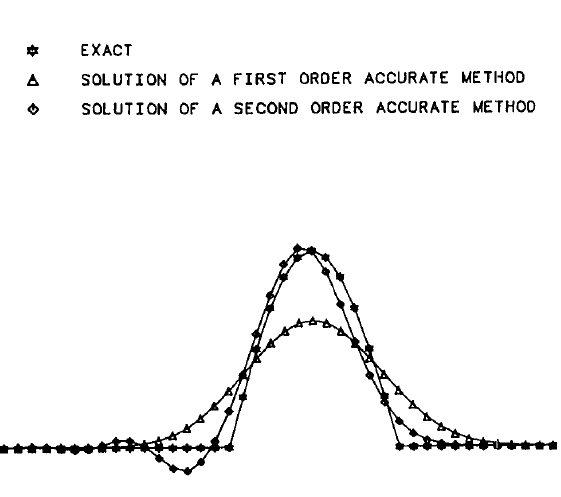 EXACT
SOLUTION OF A FIRST ORDER ACCURATE METHOD
SOLUTION OF A SECOND ORDER ACCURATE METHOD